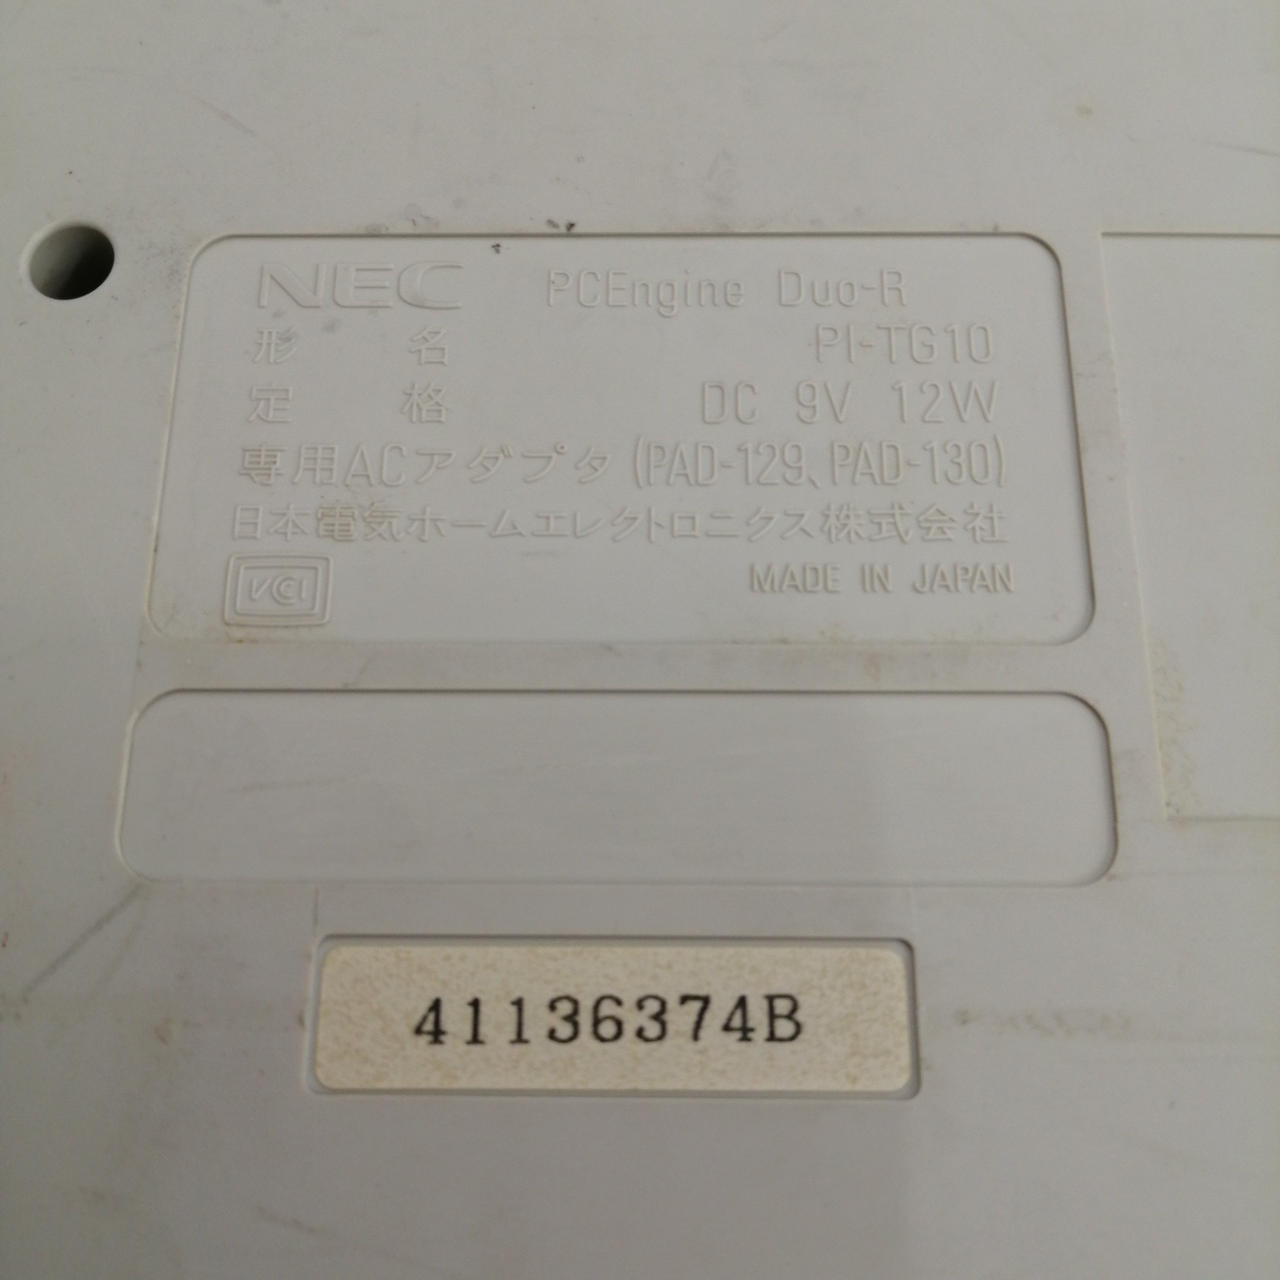 NEC PCEngine Duo-R
形名 PI-TG10
定格 DC 9V 12W
専用ACアダプタ(PAD-129、PAD-130)
日本電気ホームエレクトロニクス株式会社
VCCI MADE IN JAPAN
41136374B